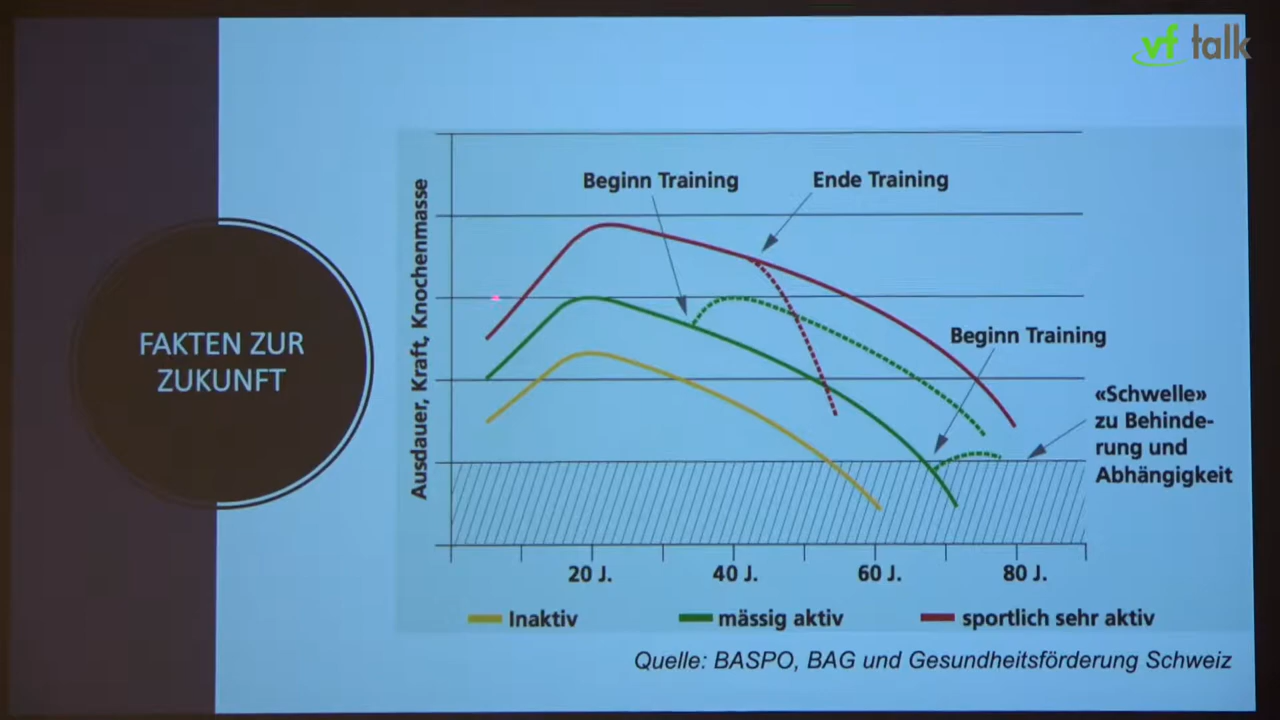 vf talk
FAKTEN ZUR
ZUKUNFT
Ausdauer, Kraft, Knochenmasse
Beginn Training
Ende Training
Beginn Training
«Schwelle»
zu Behinde-
rung und
Abhängigkeit
20 J.
40 J.
60 J.
80 J.
Inaktiv
mässig aktiv
sportlich sehr aktiv
Quelle: BASPO, BAG und Gesundheitsförderung Schweiz